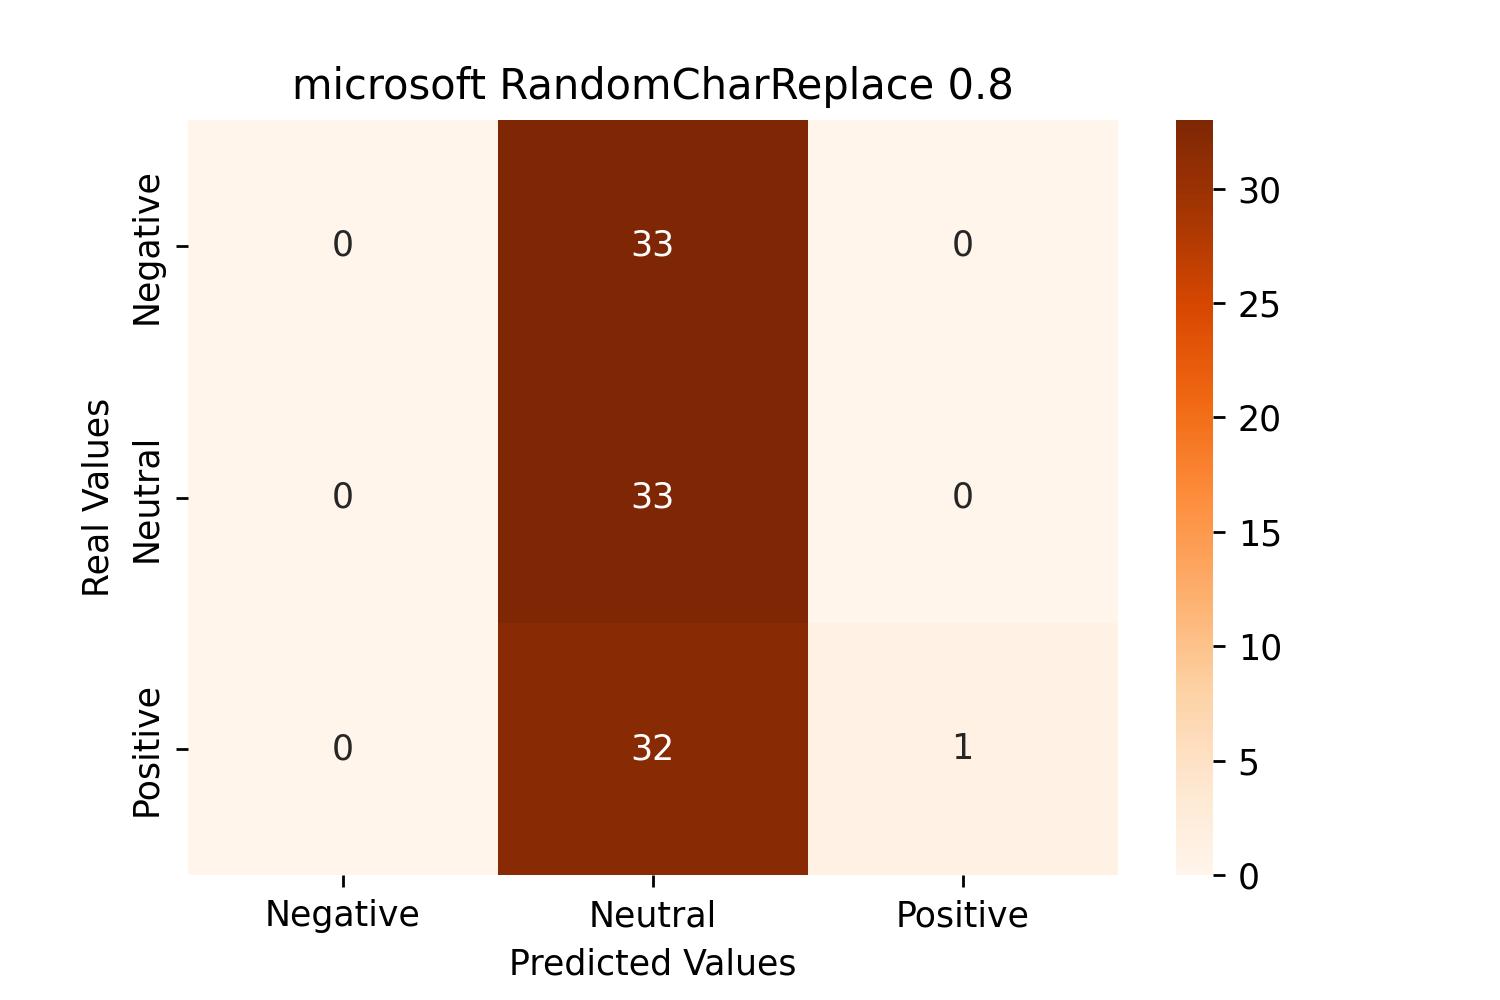 microsoft RandomCharReplace 0.8
Real Values
Negative
0 33 0
Neutral
0 33 0
Positive
0 32 1
Negative Neutral Positive
Predicted Values
30
25
20
15
10
5
0